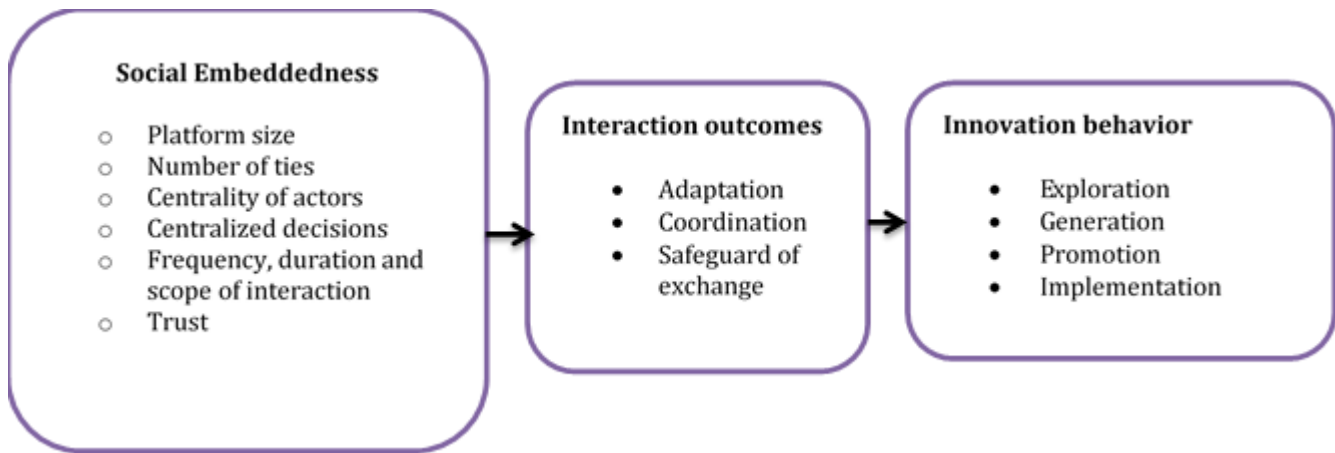 Social Embeddedness
○ Platform size
○ Number of ties
○ Centrality of actors
○ Centralized decisions
○ Frequency, duration and
scope of interaction
○ Trust
Interaction outcomes
• Adaptation
• Coordination
• Safeguard of
exchange
Innovation behavior
• Exploration
• Generation
• Promotion
• Implementation